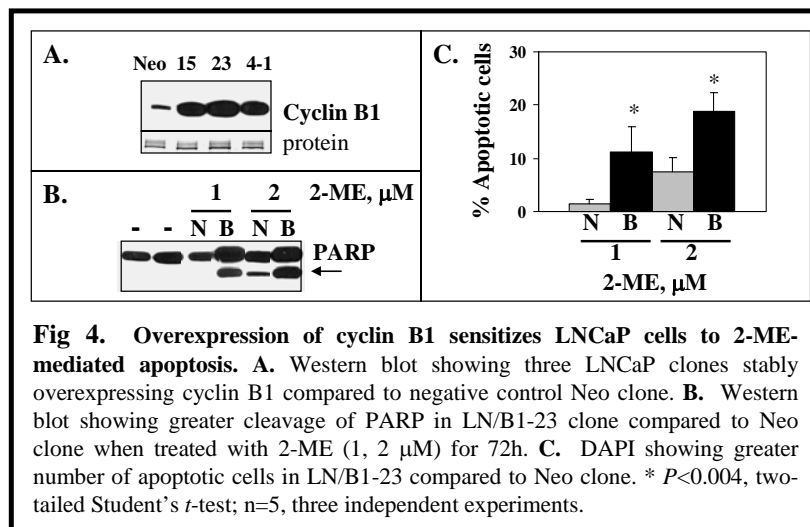 A.
Neo 15 23 4-1
Cyclin B1
protein
B.
1 2 2-ME, µM
- - N B N B
PARP
C.
% Apoptotic cells
30
20
10
0
* *
N B N B
1 2
2-ME, µM
Fig 4. Overexpression of cyclin B1 sensitizes LNCaP cells to 2-ME-
mediated apoptosis. A. Western blot showing three LNCaP clones stably
overexpressing cyclin B1 compared to negative control Neo clone. B. Western
blot showing greater cleavage of PARP in LN/B1-23 clone compared to Neo
clone when treated with 2-ME (1, 2 µM) for 72h. C. DAPI showing greater
number of apoptotic cells in LN/B1-23 compared to Neo clone. * P<0.004, two-
tailed Student's t-test; n=5, three independent experiments.